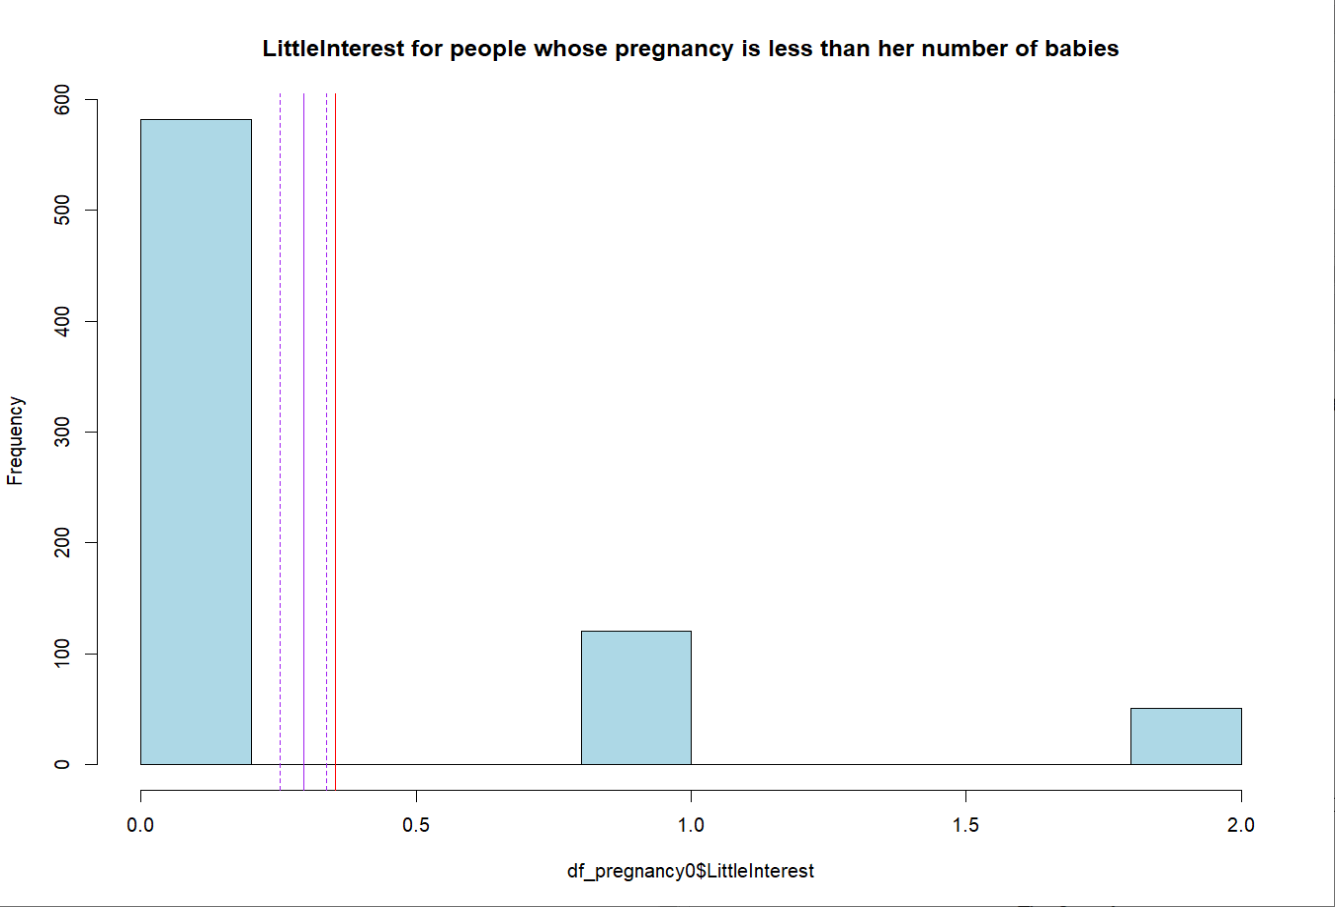 LittleInterest for people whose pregnancy is less than her number of babies
Frequency
600
500
400
300
200
100
0
0.0 0.5 1.0 1.5 2.0
df_pregnancy0$LittleInterest